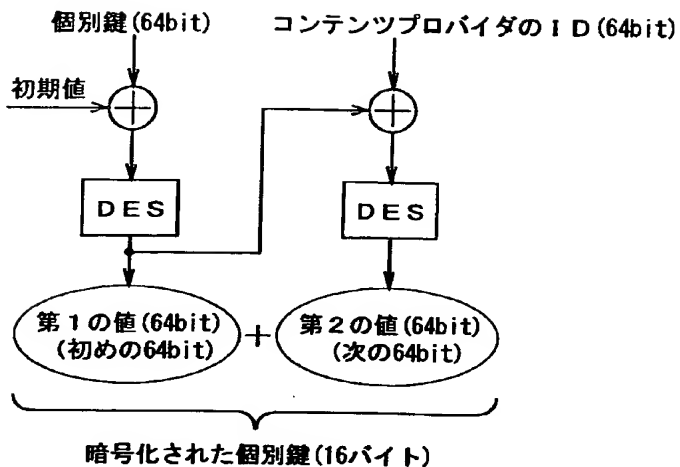 個別鍵(64bit)
コンテンツプロバイダのID(64bit)
初期値
DES
DES
第1の値(64bit)
(初めの64bit)
+
第2の値(64bit)
(次の64bit)
暗号化された個別鍵(16バイト)